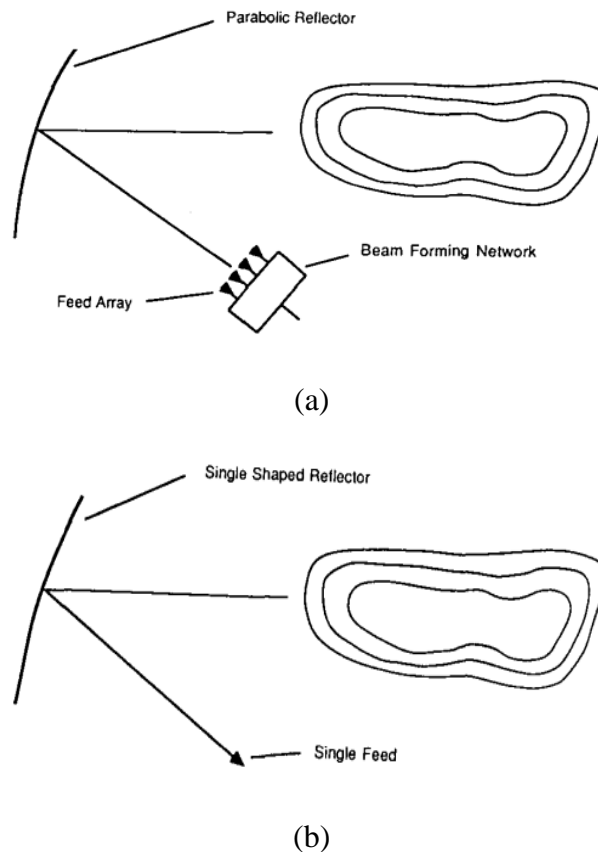 Parabolic Reflector
Beam Forming Network
Feed Array
(a)
Single Shaped Reflector
Single Feed
(b)